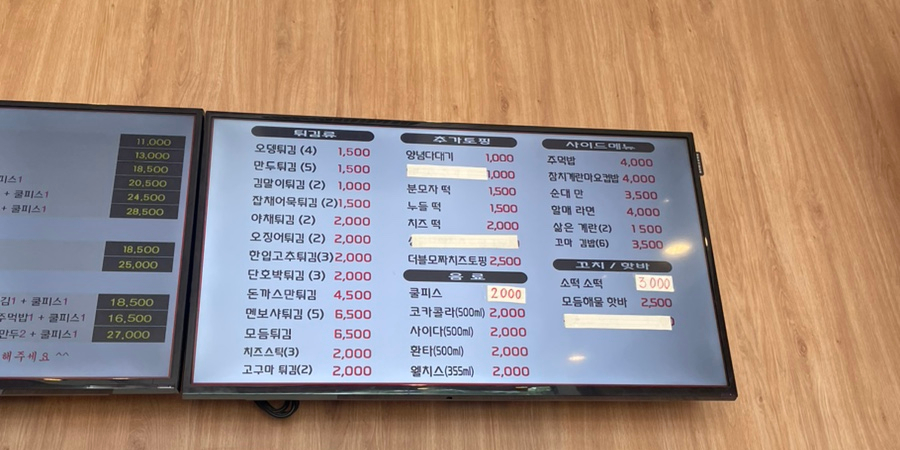 11,000
13,000
18,500
20,500
+ 쿨피스1 24,500
+ 쿨피스1 28,500
18,500
25,000
김1 + 쿨피스1 18,500
주먹밥1 + 쿨피스1 16,500
만두2 + 쿨피스1 27,000
해주세요 ^^
튀김류
오뎅튀김 (4) 1,500
만두튀김 (5) 1,500
김말이튀김 (2) 1,000
잡채어묵튀김 (2) 1,500
야채튀김 (2) 2,000
오징어튀김 (2) 2,000
한입고추튀김(3) 2,000
단호박튀김 (3) 2,000
돈까스만튀김 4,500
멘보샤튀김 (5) 6,500
모듬튀김 6,500
치즈스틱(3) 2,000
고구마 튀김(2) 2,000
추가토핑
양념다대기 1,000
1,000
분모자 떡 1,500
누들 떡 1,500
치즈 떡 2,000
더블모짜치즈토핑 2,500
음 료
쿨피스 2000
코카콜라(500ml) 2,000
사이다(500ml) 2,000
환타(500ml) 2,000
웰치스(355ml) 2,000
사이드메뉴
주먹밥 4,000
참치계란마요컵밥 4,000
순대 만 3,500
할매 라면 4,000
삶은 계란(2) 1 500
꼬마 김밥(6) 3,500
꼬치 / 핫바
소떡 소떡 3000
모듬해물 핫바 2,500